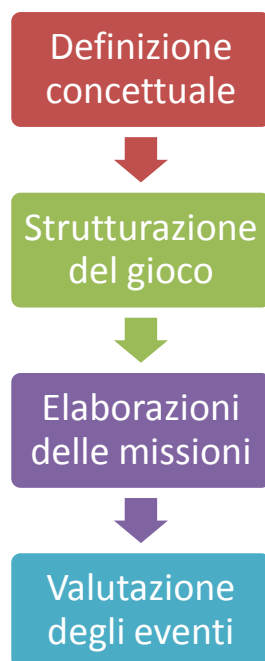 Definizione
concettuale
Strutturazione
del gioco
Elaborazioni
delle missioni
Valutazione
degli eventi